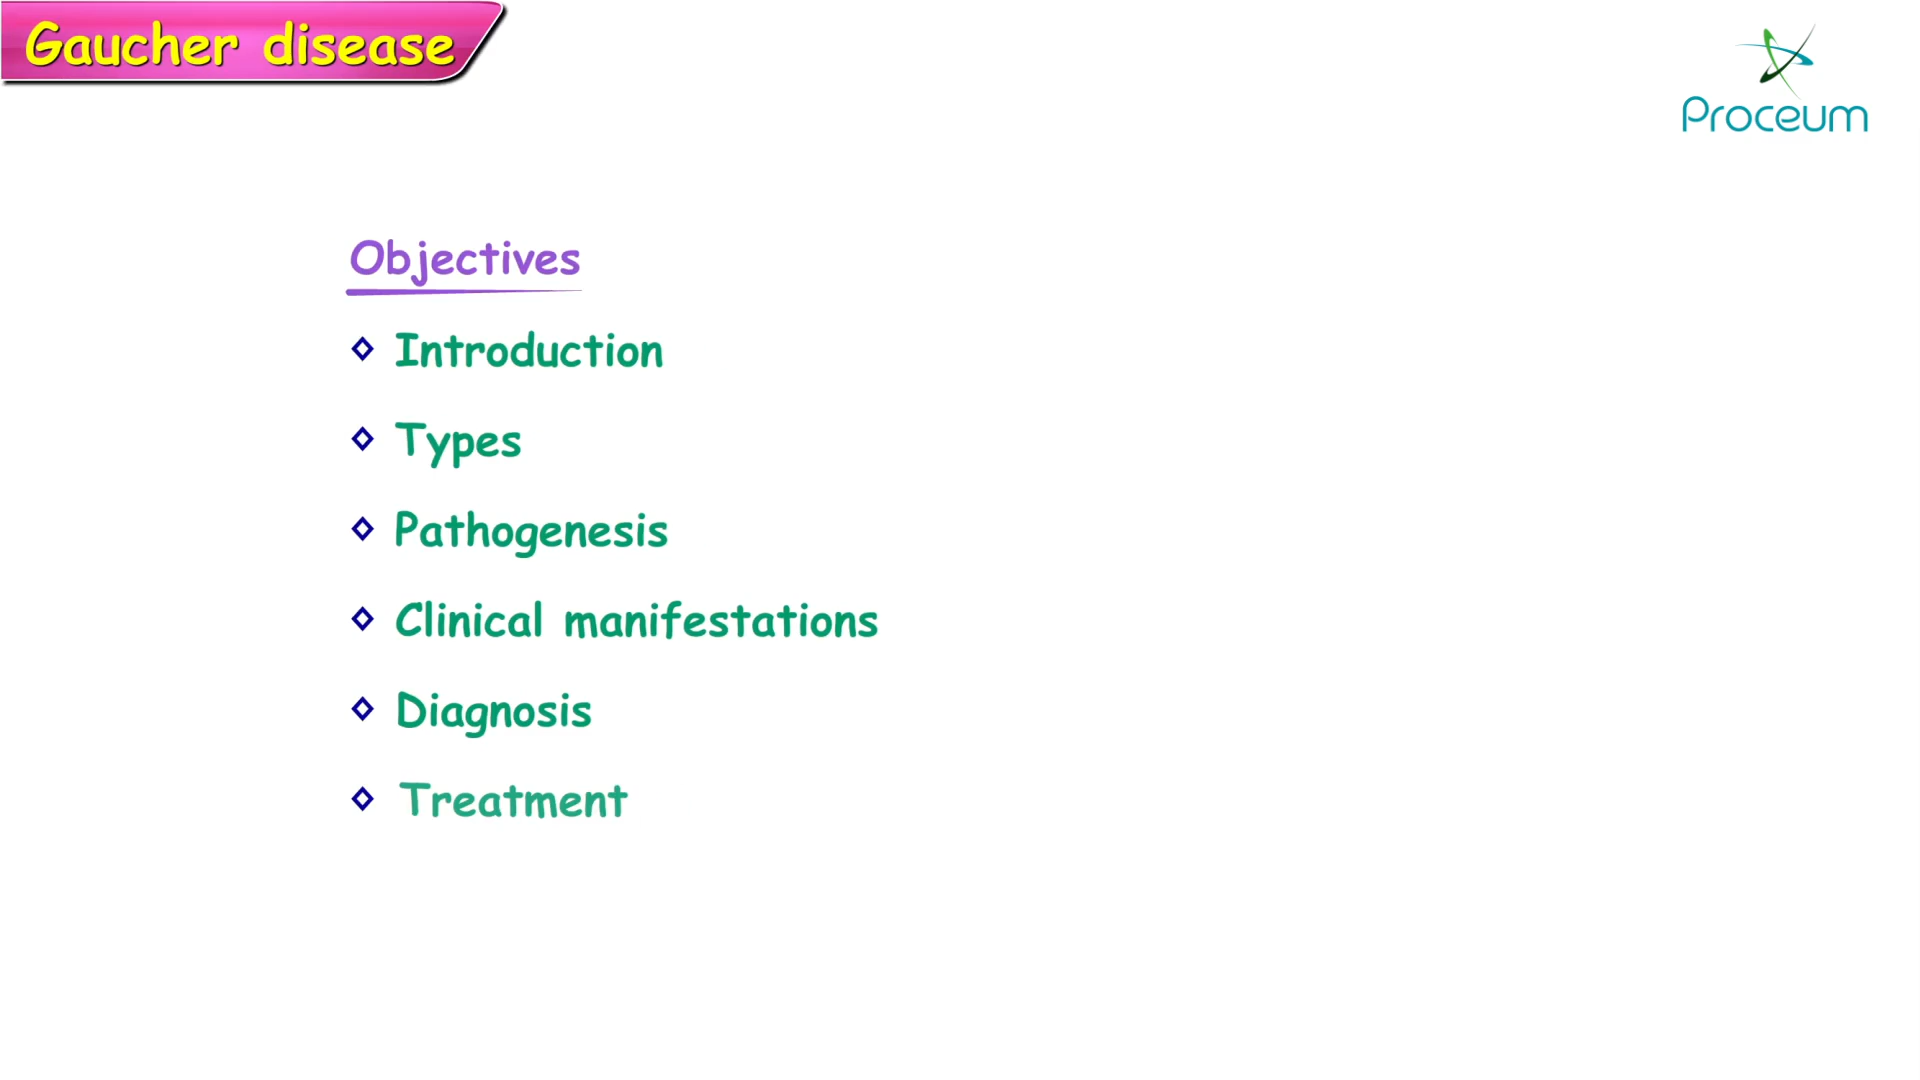 Gaucher disease
Proceum
Objectives
Introduction
Types
Pathogenesis
Clinical manifestations
Diagnosis
Treatment